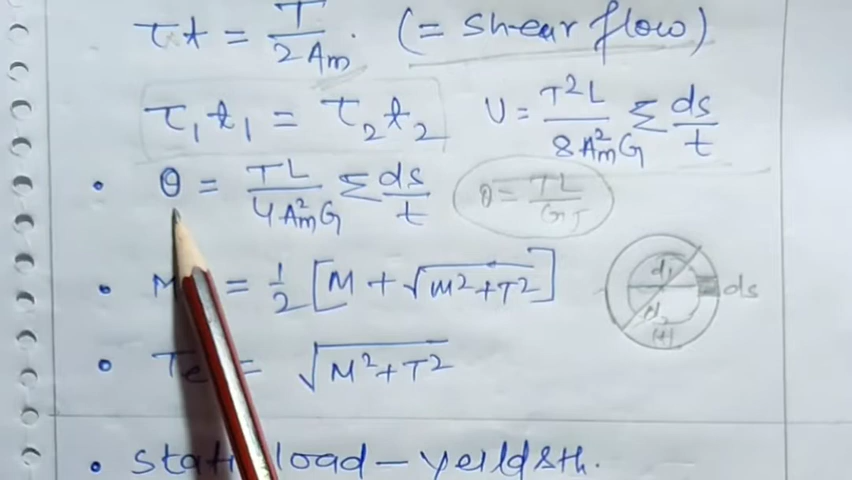 τt = T/2Am. (= shear flow)
τ₁t₁ = τ₂t₂ U = T²L/8Am²G Σ ds/t
• θ = TL/4Am²G Σ ds/t θ = TL/GJ
• M = 1/2 [M + √M²+T²]
d₁ ds
• Te = √M²+T²
• load – yeild sth.